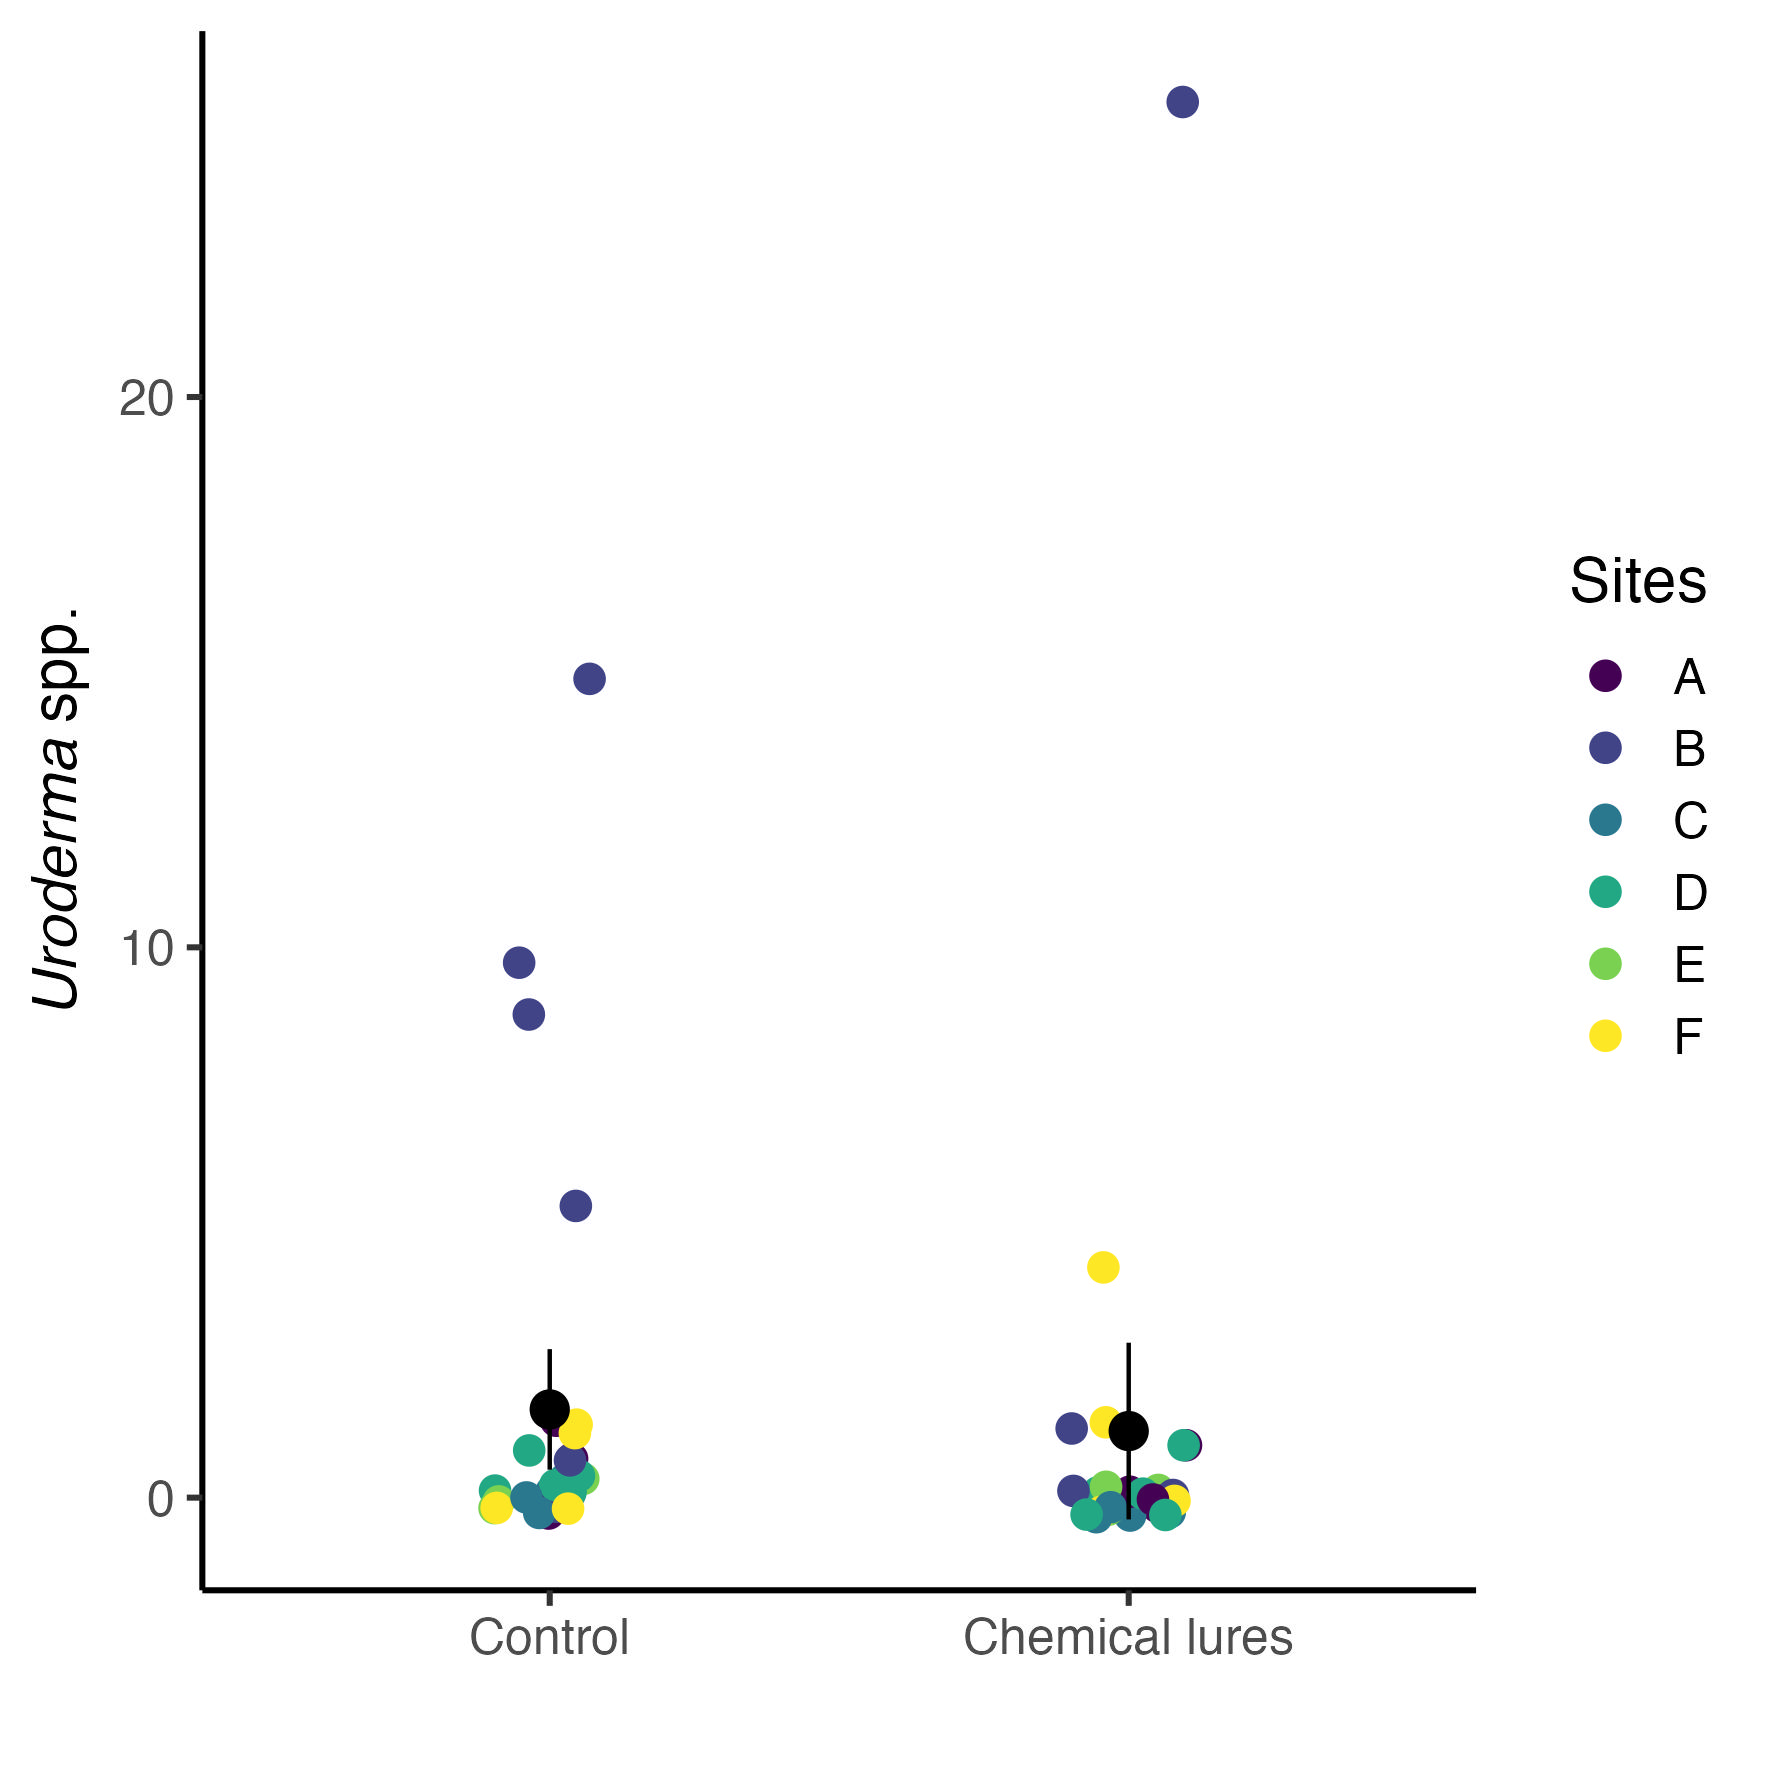 Uroderma spp.
20
10
0
Control
Chemical lures
Sites
A
B
C
D
E
F